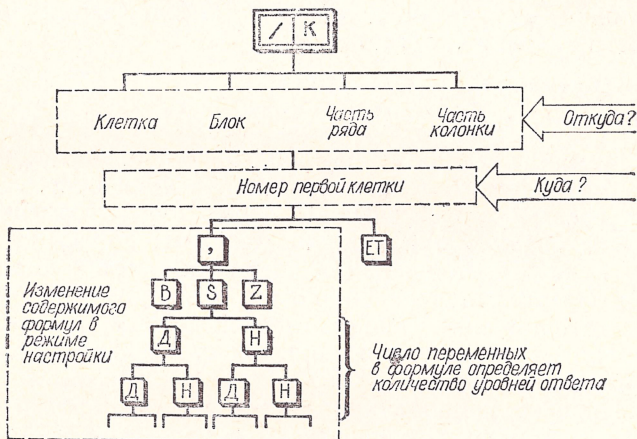 / К
Клетка Блок Часть ряда Часть колонки
Откуда?
Номер первой клетки
Куда?
, ЕТ
B S Z
Изменение
содержимого
формул в
режиме
настройки
Д Н
Д Н Д Н
Число переменных
в формуле определяет
количество уровней ответа